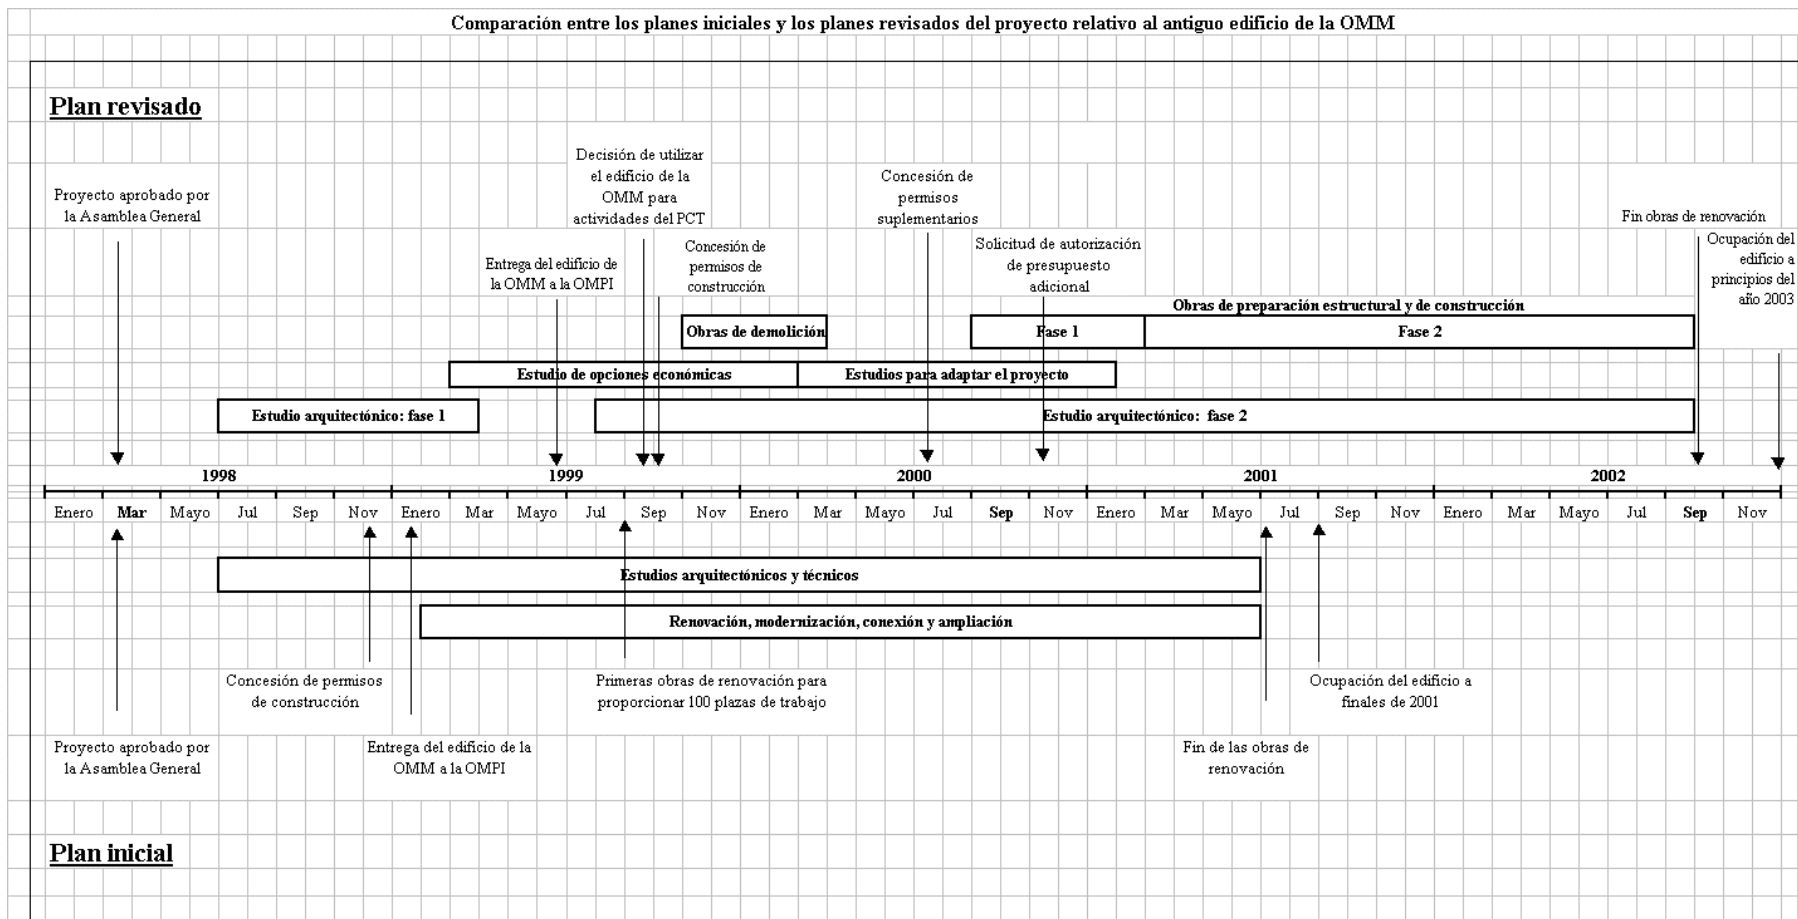 Comparación entre los planes iniciales y los planes revisados del proyecto relativo al antiguo edificio de la OMM
Plan revisado
Proyecto aprobado por
la Asamblea General
Entrega del edificio de
la OMM a la OMPI
Decisión de utilizar
el edificio de la
OMM para
actividades del PCT
Concesión de
permisos de
construcción
Concesión de
permisos
suplementarios
Solicitud de autorización
de presupuesto
adicional
Fin obras de renovación
Ocupación del
edificio a
principios del
año 2003
Obras de preparación estructural y de construcción
Obras de demolición
Fase 1
Fase 2
Estudio de opciones económicas
Estudios para adaptar el proyecto
Estudio arquitectónico: fase 1
Estudio arquitectónico: fase 2
1998 1999 2000 2001 2002
Enero Mar Mayo Jul Sep Nov Enero Mar Mayo Jul Sep Nov Enero Mar Mayo Jul Sep Nov Enero Mar Mayo Jul Sep Nov Enero Mar Mayo Jul Sep Nov
Estudios arquitectónicos y técnicos
Renovación, modernización, conexión y ampliación
Concesión de permisos
de construcción
Primeras obras de renovación para
proporcionar 100 plazas de trabajo
Ocupación del edificio a
finales de 2001
Proyecto aprobado por
la Asamblea General
Entrega del edificio de la
OMM a la OMPI
Fin de las obras de
renovación
Plan inicial